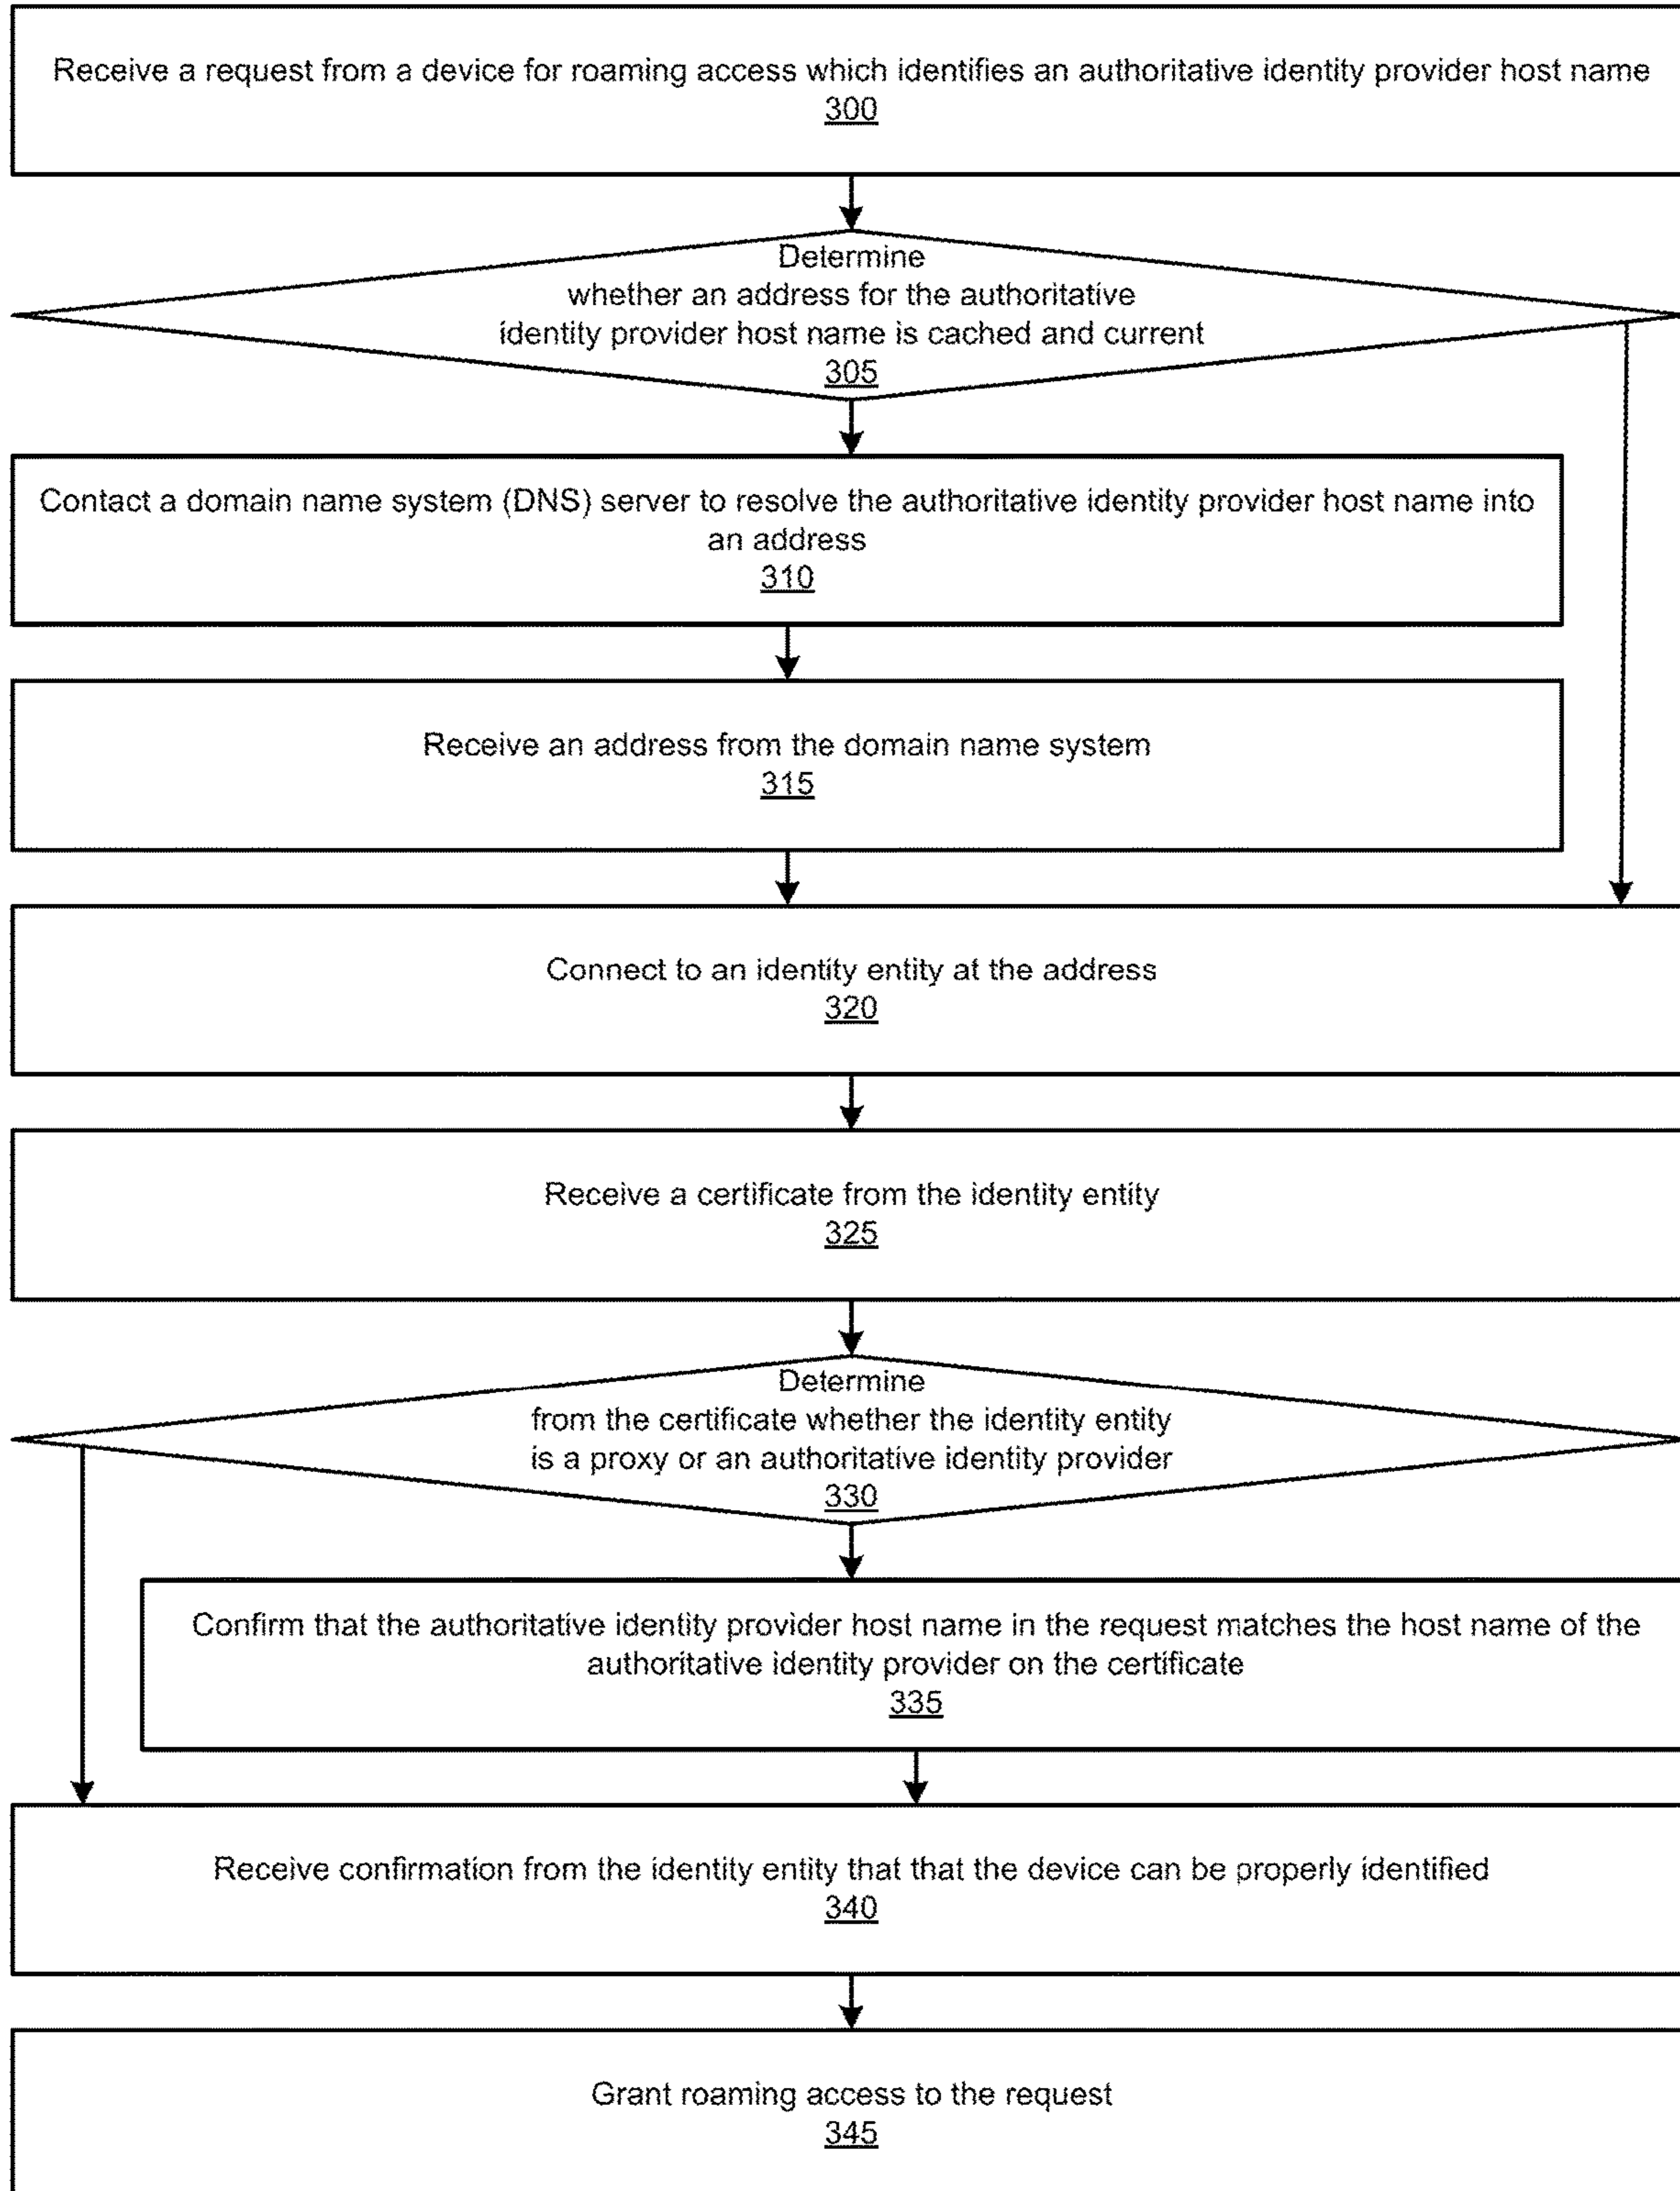 Receive a request from a device for roaming access which identifies an authoritative identity provider host name
300
Determine
whether an address for the authoritative
identity provider host name is cached and current
305
Contact a domain name system (DNS) server to resolve the authoritative identity provider host name into
an address
310
Receive an address from the domain name system
315
Connect to an identity entity at the address
320
Receive a certificate from the identity entity
325
Determine
from the certificate whether the identity entity
is a proxy or an authoritative identity provider
330
Confirm that the authoritative identity provider host name in the request matches the host name of the
authoritative identity provider on the certificate
335
Receive confirmation from the identity entity that that the device can be properly identified
340
Grant roaming access to the request
345